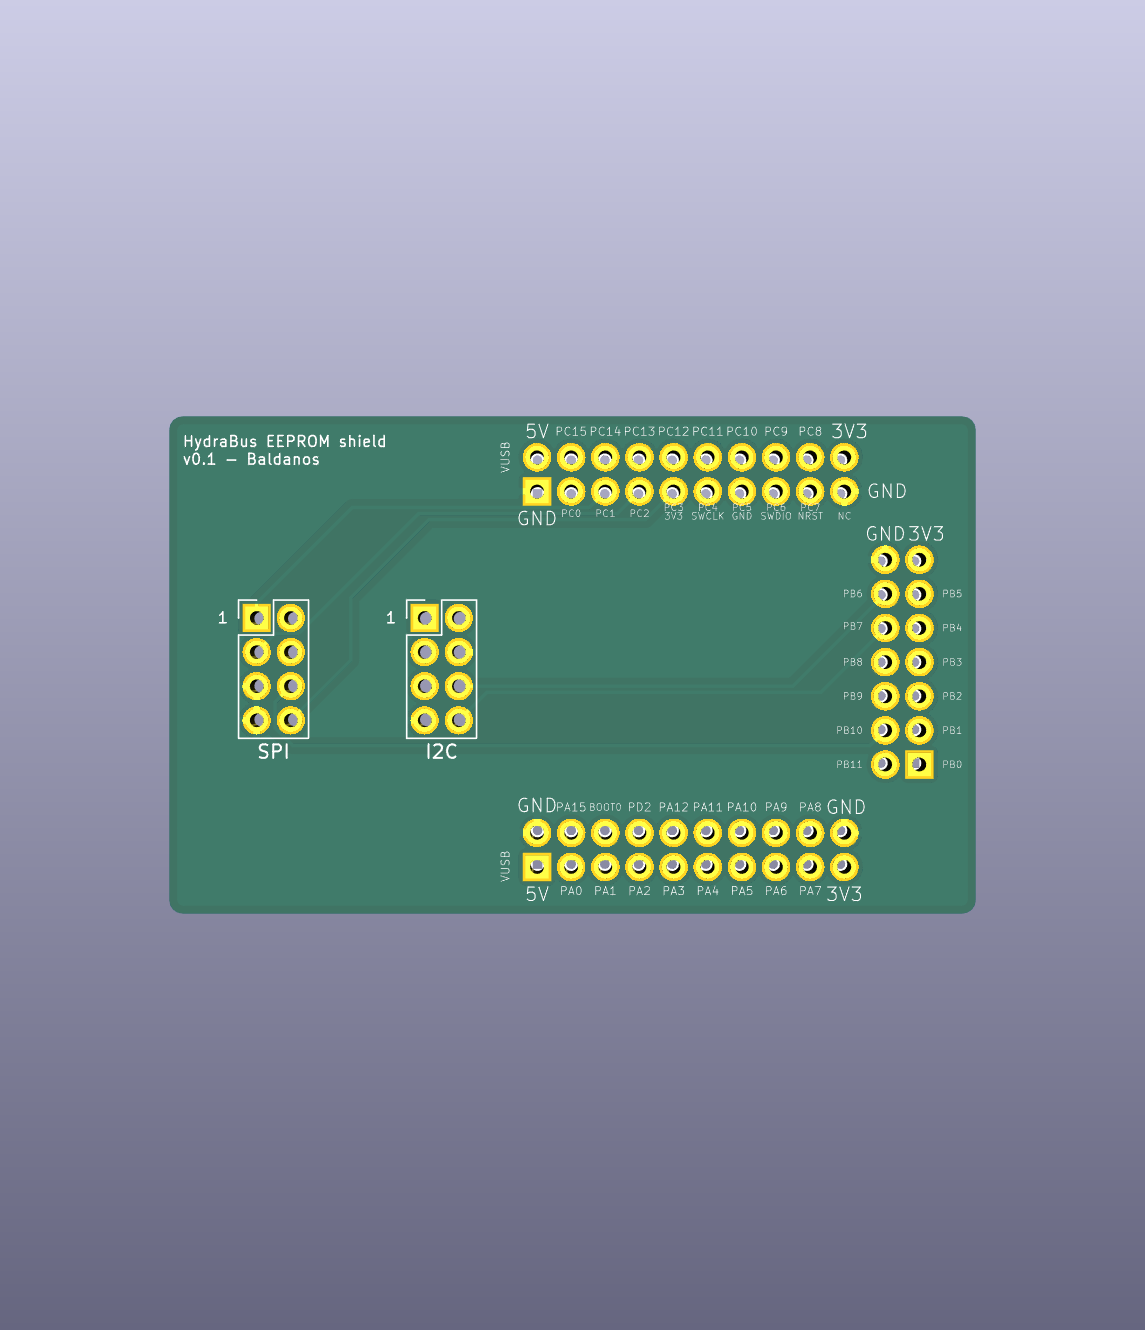 HydraBus EEPROM shield
v0.1 – Baldanos
VUSB
5V PC15 PC14 PC13 PC12 PC11 PC10 PC9 PC8 3V3
GND
GND PC0 PC1 PC2 PC3 PC4 PC5 PC6 PC7
3V3 SWCLK GND SWDIO NRST NC
GND 3V3
PB6 PB5
1 1 PB7 PB4
PB8 PB3
PB9 PB2
PB10 PB1
SPI I2C
PB11 PB0
GND PA15 BOOT0 PD2 PA12 PA11 PA10 PA9 PA8 GND
VUSB
5V PA0 PA1 PA2 PA3 PA4 PA5 PA6 PA7 3V3